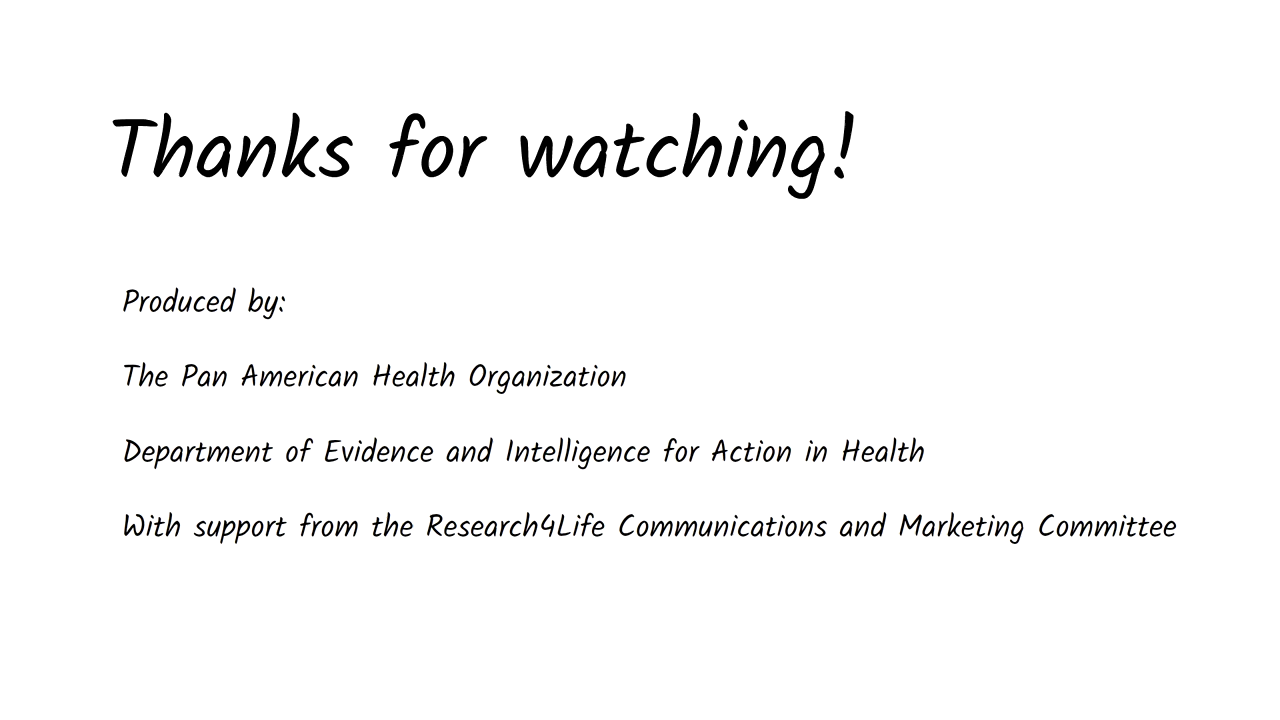 Thanks for watching!
Produced by:
The Pan American Health Organization
Department of Evidence and Intelligence for Action in Health
With support from the Research4Life Communications and Marketing Committee